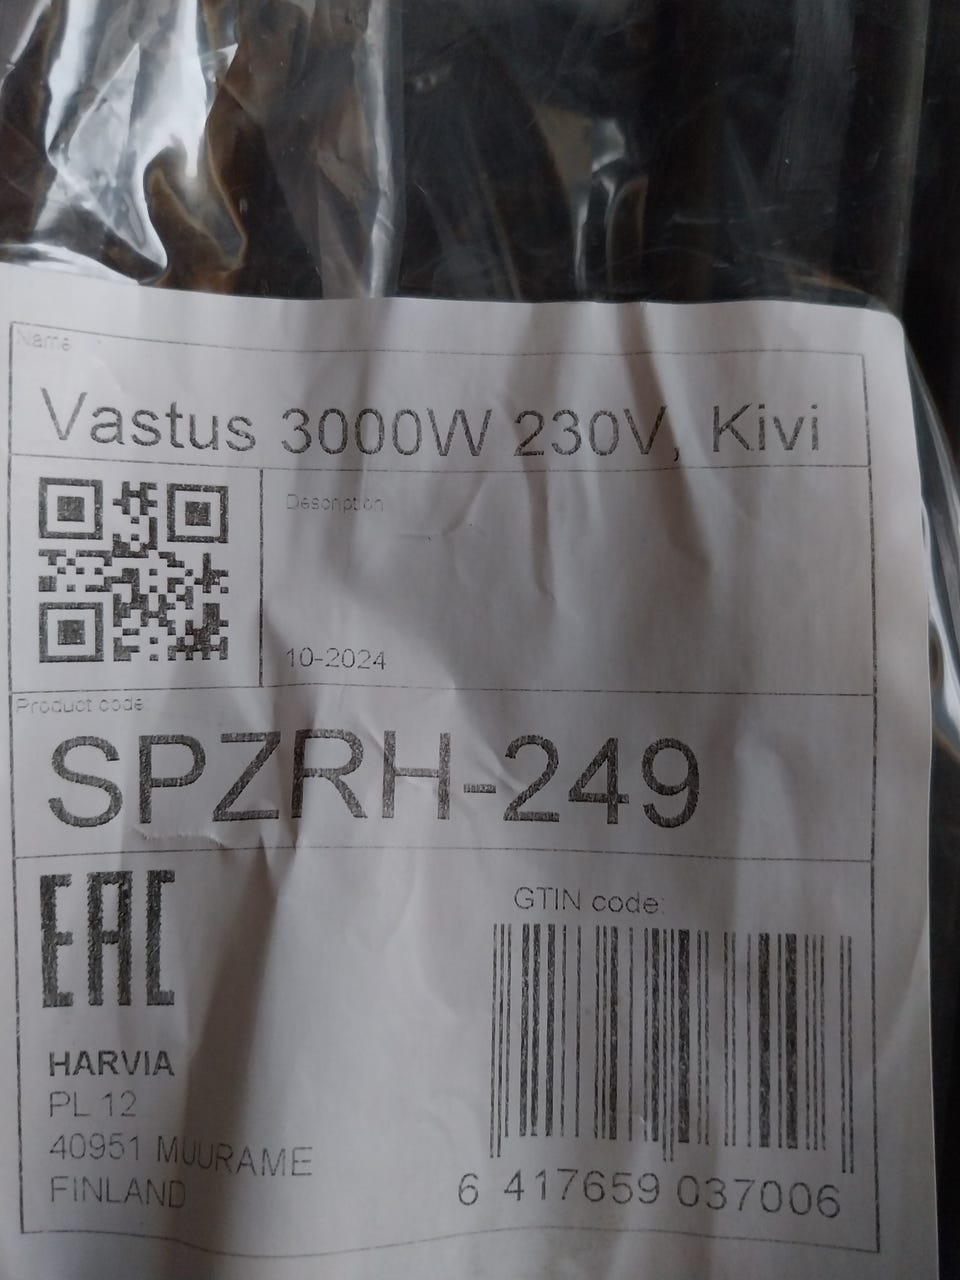 Name
Vastus 3000W 230V, Kivi
Description
10-2024
Product code
SPZRH-249
EAC
GTIN code:
HARVIA
PL 12
40951 MUURAME
FINLAND
6 417659 037006